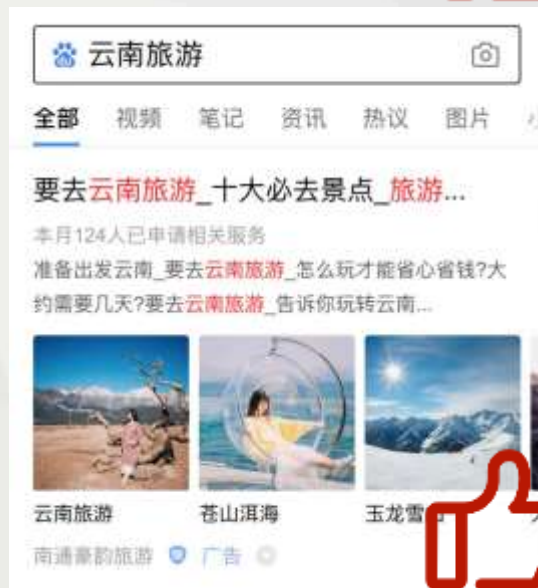 云南旅游
全部 视频 笔记 资讯 热议 图片
要去云南旅游_十大必去景点_旅游...
本月124人已申请相关服务
准备出发云南_要去云南旅游_怎么玩才能省心省钱?大
约需要几天?要去云南旅游_告诉你玩转云南...
云南旅游 苍山洱海 玉龙雪
南通豪韵旅游 广告